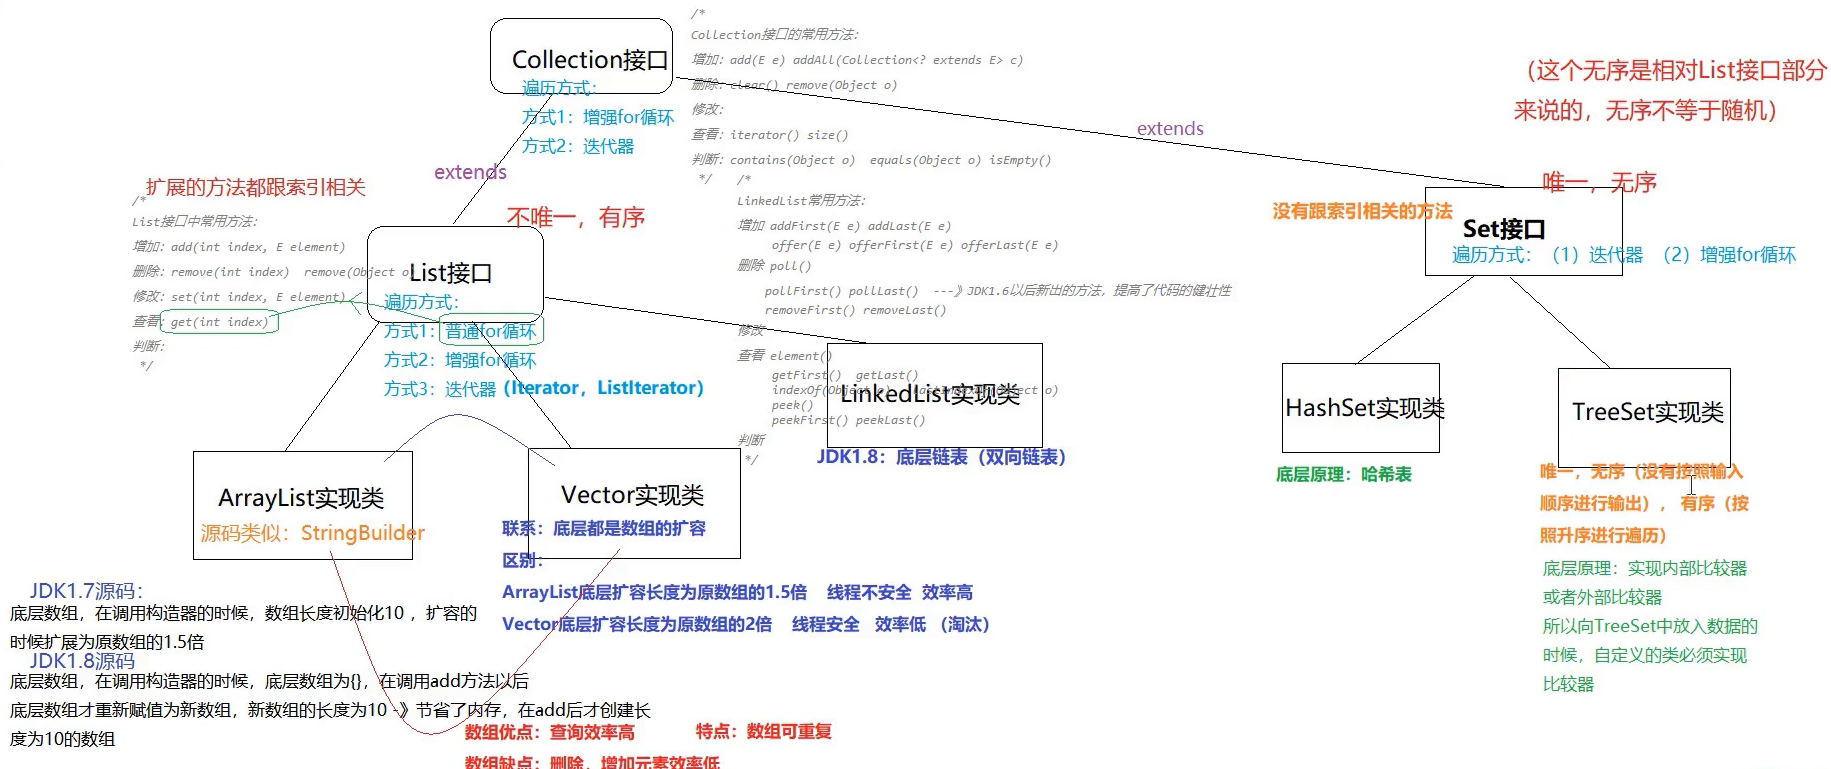 /*
Collection接口的常用方法:
增加: add(E e) addAll(Collection<? extends E> c)
删除: clear() remove(Object o)
修改:
查看: iterator() size()
判断: contains(Object o)  equals(Object o) isEmpty()
*/
Collection接口
遍历方式:
方式1: 增强for循环
方式2: 迭代器
extends
extends
（这个无序是相对List接口部分
来说的，无序不等于随机）
扩展的方法都跟索引相关
/*
List接口中常用方法:
增加: add(int index, E element)
删除: remove(int index)  remove(Object o)
修改: set(int index, E element)
查看: get(int index)
判断:
*/
不唯一，有序
List接口
遍历方式:
方式1: 普通for循环
方式2: 增强for循环
方式3: 迭代器（Iterator，ListIterator）
/*
LinkedList常用方法:
增加 addFirst(E e) addLast(E e)
offer(E e) offerFirst(E e) offerLast(E e)
删除 poll()
pollFirst() pollLast()  ---》JDK1.6以后新出的方法，提高了代码的健壮性
removeFirst() removeLast()
修改
查看 element()
getFirst()  getLast()
indexOf(Object o)   lastIndexOf(Object o)
peek()
peekFirst() peekLast()
判断
*/
LinkedList实现类
JDK1.8：底层链表（双向链表）
唯一，无序
没有跟索引相关的方法
Set接口
遍历方式：（1）迭代器 （2）增强for循环
HashSet实现类
底层原理：哈希表
TreeSet实现类
唯一，无序（没有按照输入
顺序进行输出）， 有序（按
照升序进行遍历）
底层原理：实现内部比较器
或者外部比较器
所以向TreeSet中放入数据的
时候，自定义的类必须实现
比较器
ArrayList实现类
源码类似：StringBuilder
Vector实现类
联系：底层都是数组的扩容
区别：
ArrayList底层扩容长度为原数组的1.5倍    线程不安全  效率高
Vector底层扩容长度为原数组的2倍    线程安全   效率低 （淘汰）
JDK1.7源码：
底层数组，在调用构造器的时候，数组长度初始化10 ，扩容的
时候扩展为原数组的1.5倍
JDK1.8源码
底层数组，在调用构造器的时候，底层数组为{}，在调用add方法以后
底层数组才重新赋值为新数组，新数组的长度为10 -》节省了内存，在add后才创建长
度为10的数组
数组优点：查询效率高        特点：数组可重复
数组缺点：删除，增加元素效率低